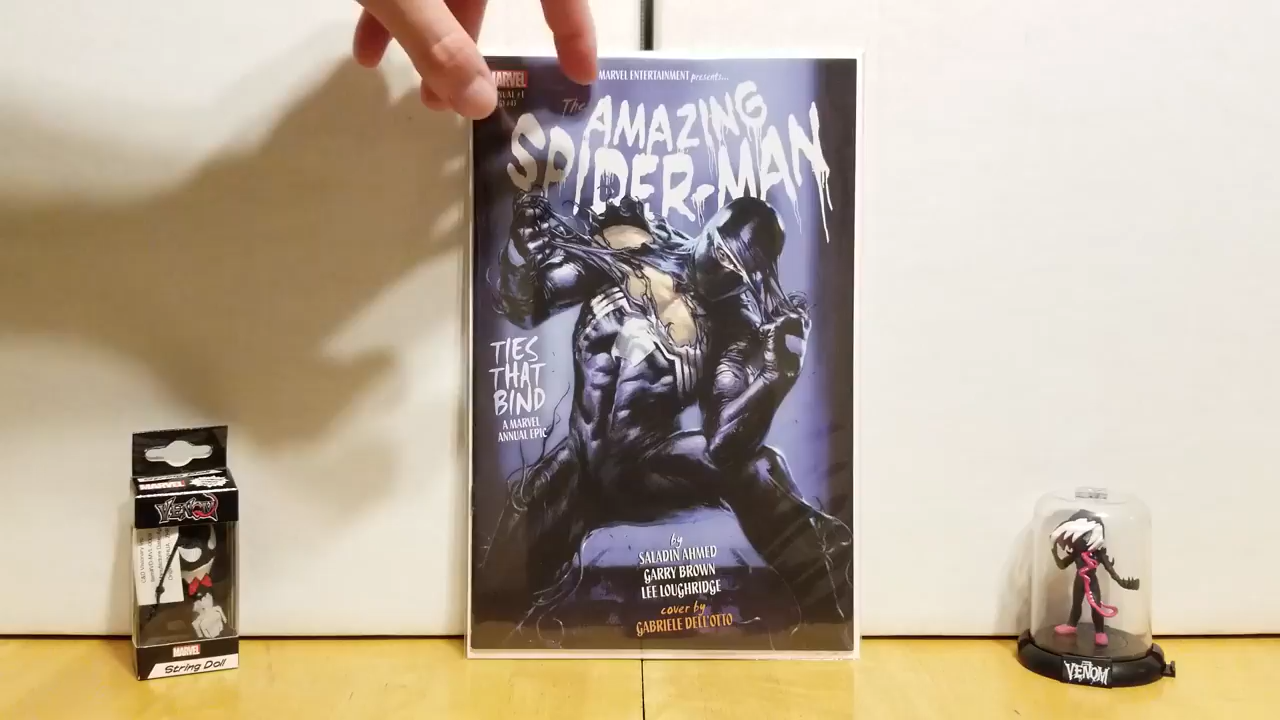 MARVEL
MARVEL ENTERTAINMENT presents...
The
AMAZING
SPIDER-MAN
TIES
THAT
BIND
A MARVEL
ANNUAL EPIC
by
SALADIN AHMED
GARRY BROWN
LEE LOUGHRIDGE
cover by
GABRIELE DELL'OTTO
MARVEL
VENOM
MARVEL
String Doll
VENOM